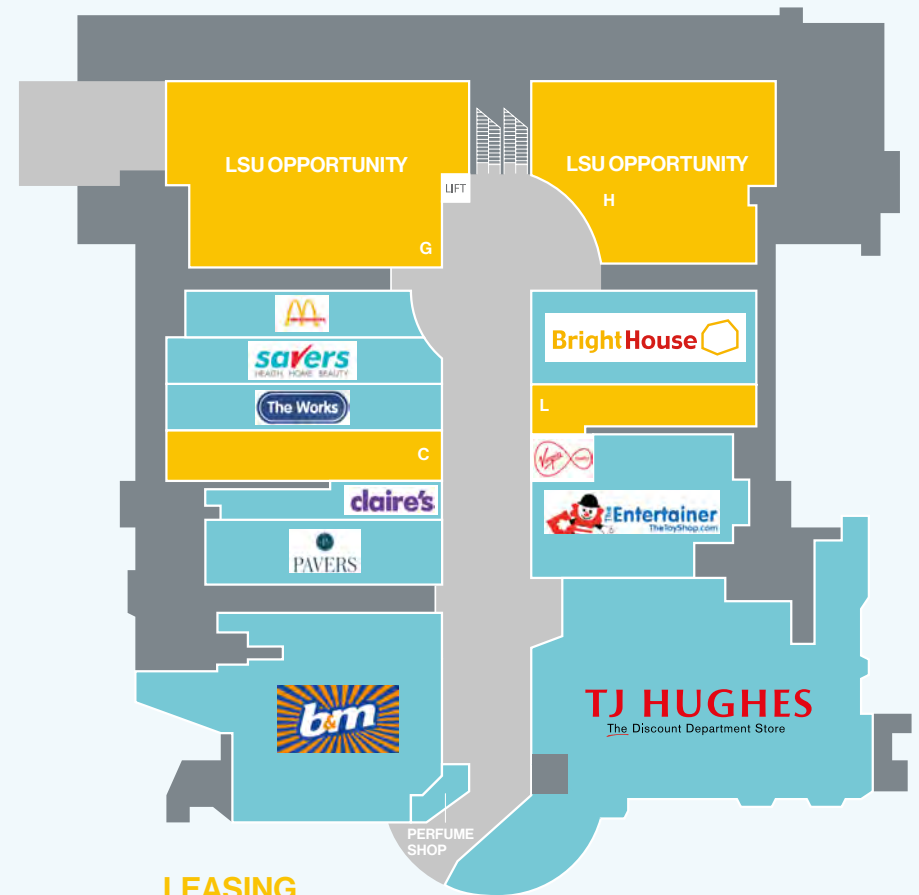 LSU OPPORTUNITY
LSU OPPORTUNITY
LIFT
H
G
savers
HEALTH HOME BEAUTY
BrightHouse
The Works
L
C
Virgin
claire's
The Entertainer
TheToyShop.com
PAVERS
b&m
TJ HUGHES
The Discount Department Store
PERFUME
SHOP
LEASING